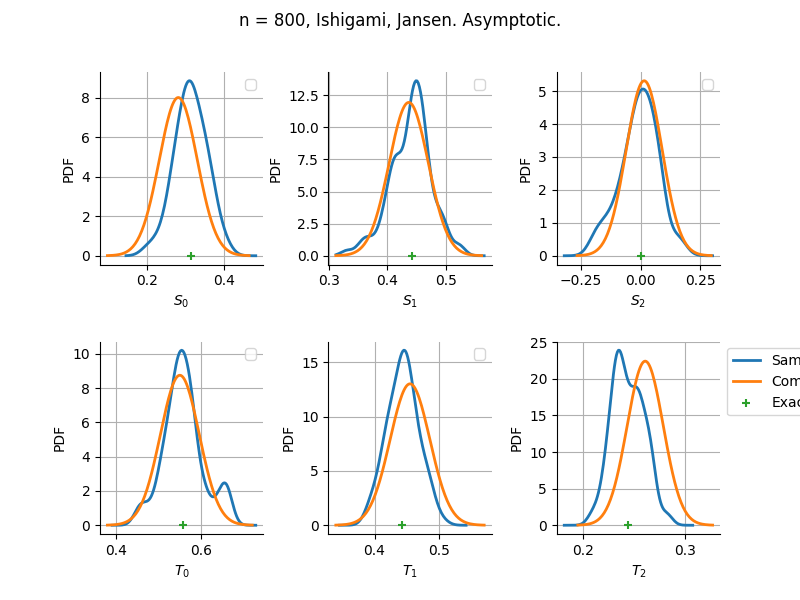 n = 800, Ishigami, Jansen. Asymptotic.
PDF
8
6
4
2
0
0.2
0.4
S₀
PDF
12.5
10.0
7.5
5.0
2.5
0.0
0.3
0.4
0.5
S₁
PDF
5
4
3
2
1
0
−0.25
0.00
0.25
S₂
PDF
10
8
6
4
2
0
0.4
0.6
T₀
PDF
15
10
5
0
0.4
0.5
T₁
PDF
25
20
15
10
5
0
0.2
0.3
T₂
Sam
Com
Exac